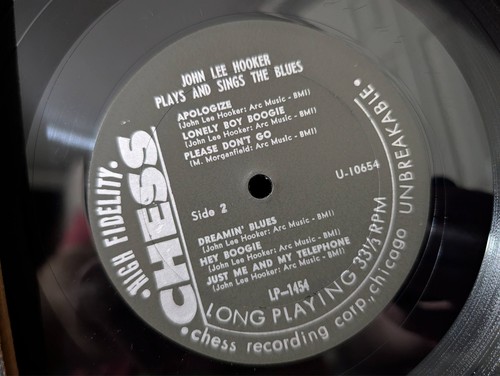 JOHN LEE HOOKER
PLAYS AND SINGS THE BLUES
APOLOGIZE
(John Lee Hooker: Arc Music - BMI)
LONELY BOY BOOGIE
(John Lee Hooker: Arc Music - BMI)
PLEASE DON'T GO
(M. Morganfield: Arc Music - BMI)
U-10654
Side 2
DREAMIN' BLUES
(John Lee Hooker: Arc Music - BMI)
HEY BOOGIE
(John Lee Hooker: Arc Music - BMI)
JUST ME AND MY TELEPHONE
(John Lee Hooker: Arc Music - BMI)
LP-1454
• HIGH FIDELITY •
CHESS
LONG PLAYING 33⅓ RPM
• chess recording corp., chicago UNBREAKABLE •